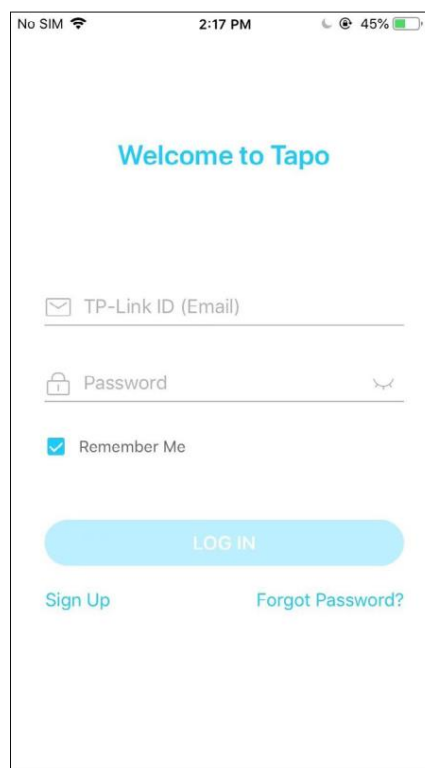 No SIM 2:17 PM 45%
Welcome to Tapo
TP-Link ID (Email)
Password
Remember Me
LOG IN
Sign Up Forgot Password?